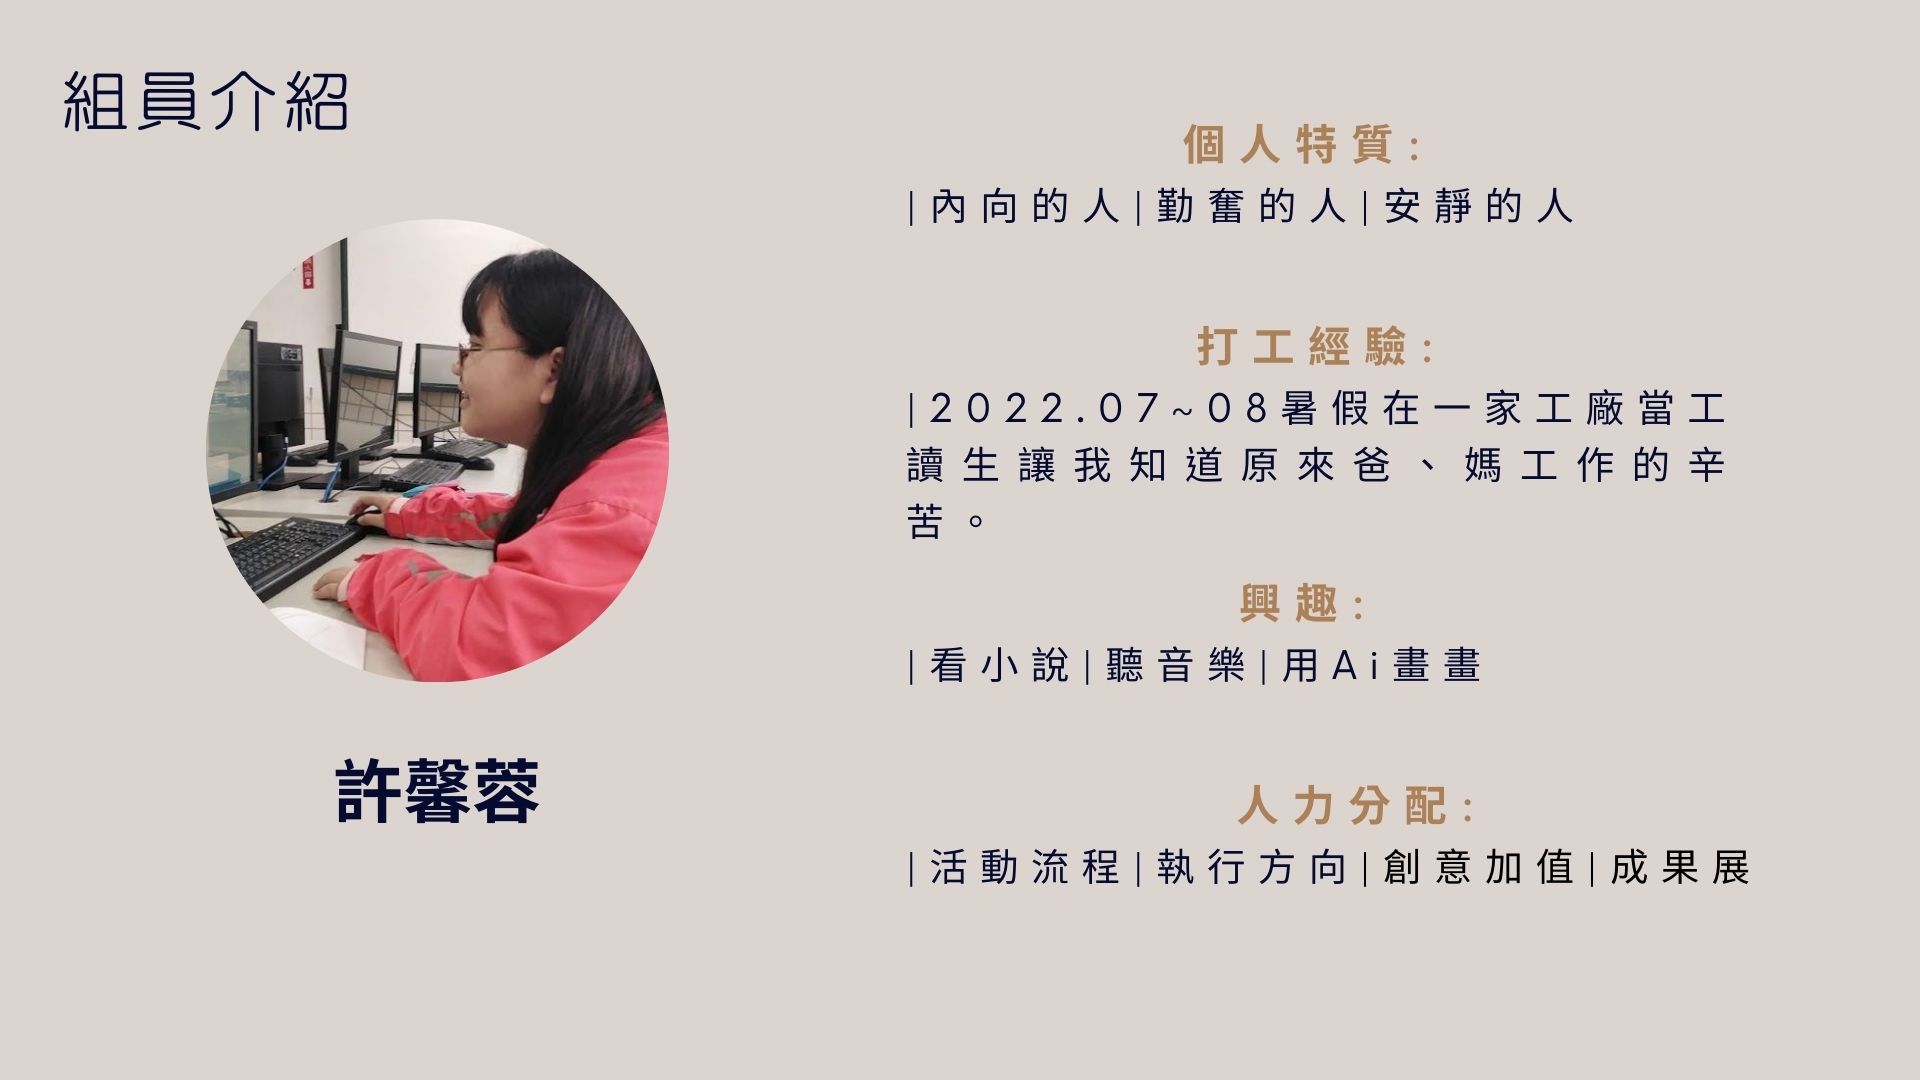 組員介紹
許馨蓉
個人特質:
|內向的人|勤奮的人|安靜的人
打工經驗:
|2022.07~08暑假在一家工廠當工
讀生讓我知道原來爸、媽工作的辛
苦。
興趣:
|看小說|聽音樂|用Ai畫畫
人力分配:
|活動流程|執行方向|創意加值|成果展